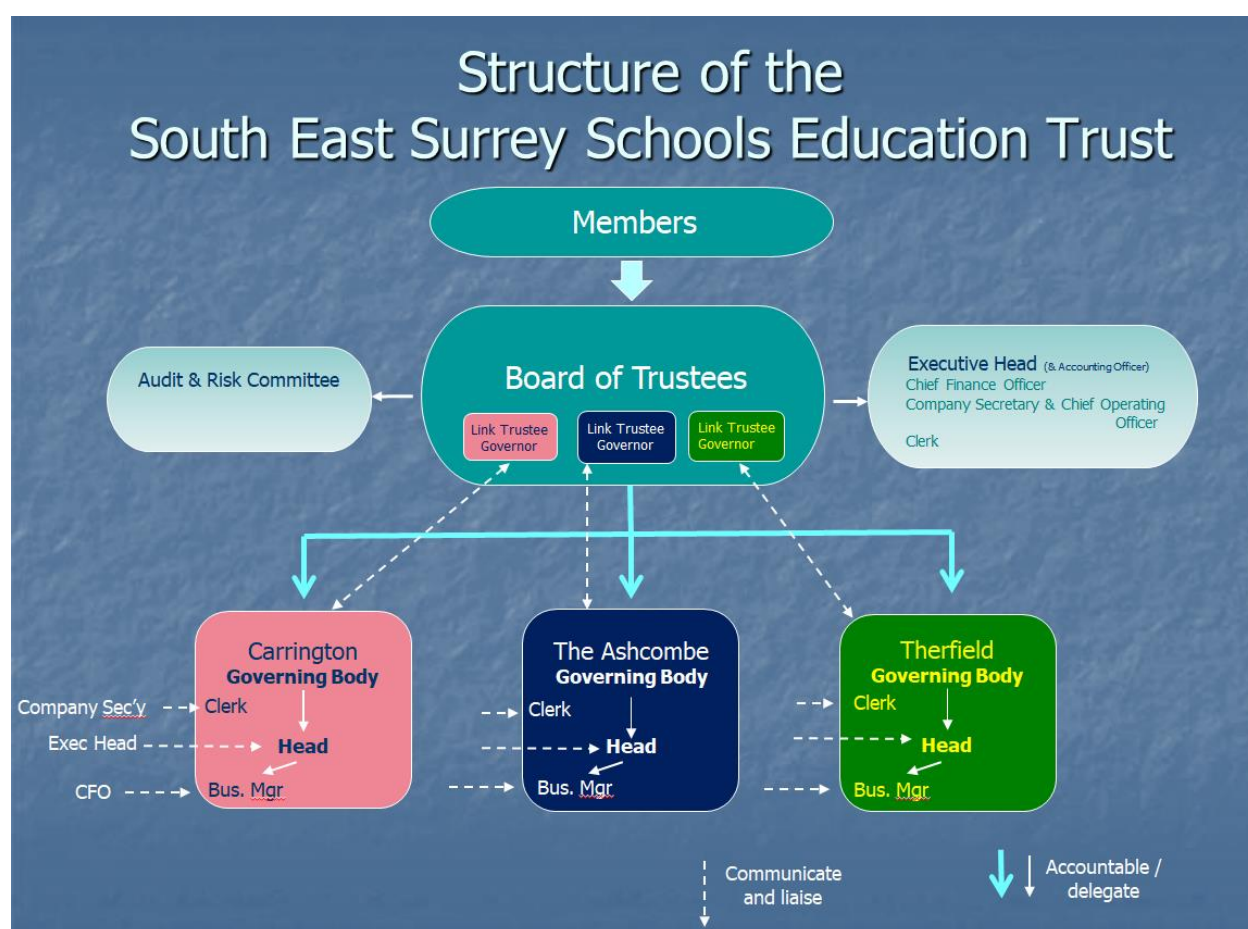 Structure of the
South East Surrey Schools Education Trust
Members
Board of Trustees
Link Trustee
Governor
Link Trustee
Governor
Link Trustee
Governor
Audit & Risk Committee
Executive Head (& Accounting Officer)
Chief Finance Officer
Company Secretary & Chief Operating
Officer
Clerk
Company Sec'y
Exec Head
CFO
Carrington
Governing Body
Clerk
Head
Bus. Mgr
The Ashcombe
Governing Body
Clerk
Head
Bus. Mgr
Therfield
Governing Body
Clerk
Head
Bus. Mgr
Communicate
and liaise
Accountable /
delegate